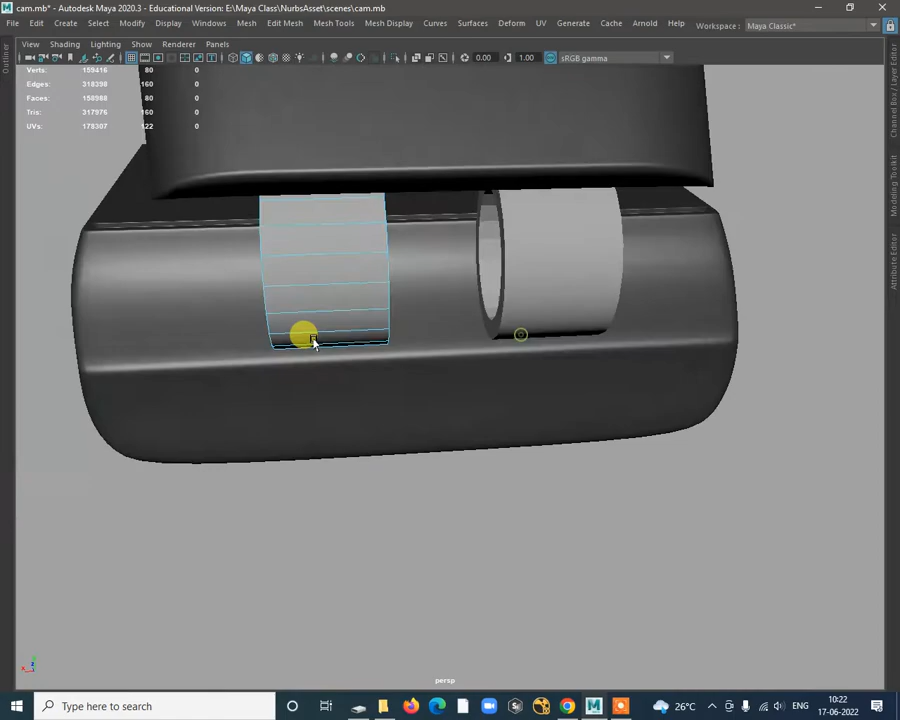 cam.mb* - Autodesk Maya 2020.3 - Educational Version: E:\Maya Class\NurbsAsset\scenes\cam.mb
File Edit Create Select Modify Display Windows Mesh Edit Mesh Mesh Tools Mesh Display Curves Surfaces Deform UV Generate Cache Arnold Help Workspace : Maya Classic*
View Shading Lighting Show Renderer Panels
0.00 1.00 sRGB gamma
Verts: 159416 80 0
Edges: 318398 160 0
Faces: 158988 80 0
Tris: 317976 160 0
UVs: 178307 122 0
Outliner
Channel Box / Layer Editor
Modeling Toolkit
Attribute Editor
persp
Type here to search
26°C ENG 10:22
17-06-2022